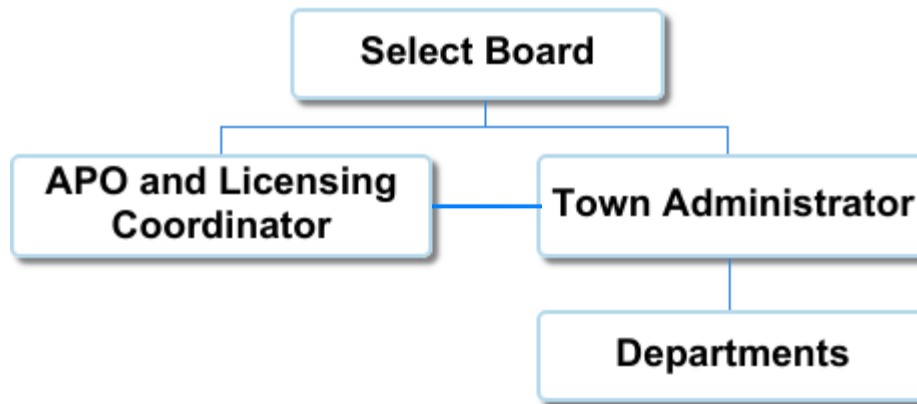 Select Board
APO and Licensing
Coordinator
Town Administrator
Departments